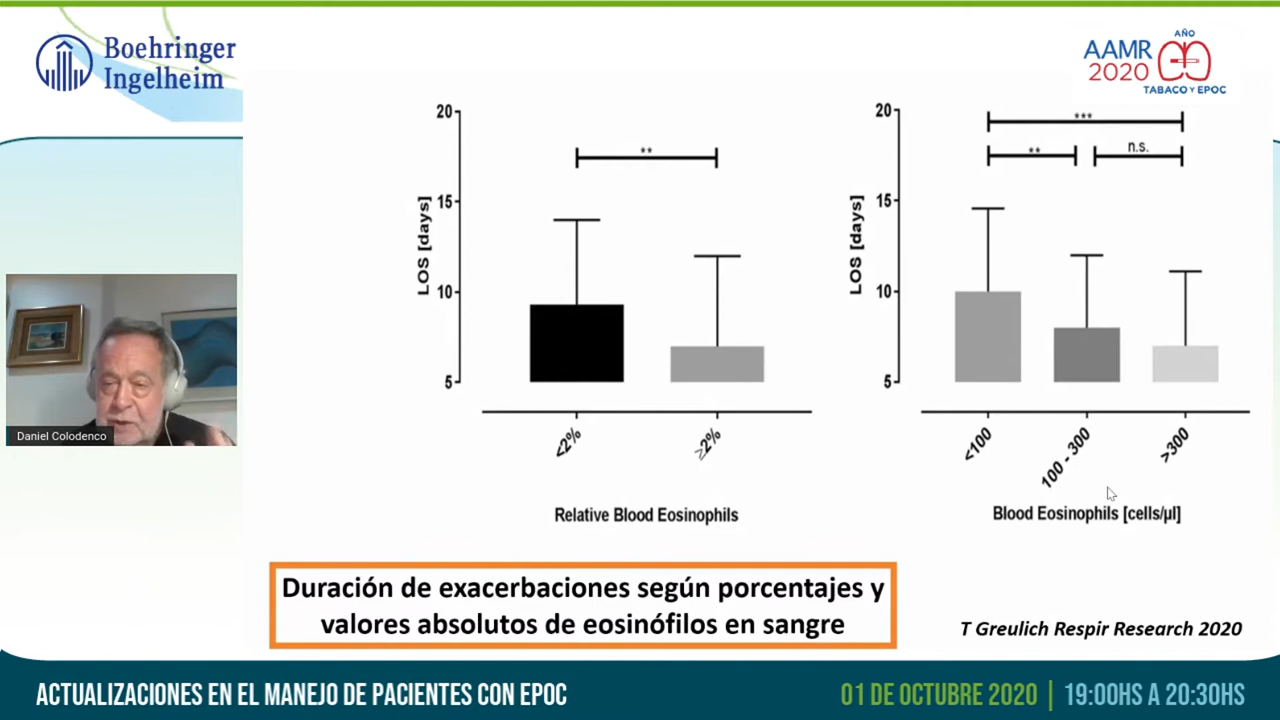 Boehringer
Ingelheim
AÑO
AAMR
2020
TABACO Y EPOC
20
15
10
5
LOS [days]
**
<2%
≥2%
Relative Blood Eosinophils
20
15
10
5
LOS [days]
***
**
n.s.
<100
100 - 300
>300
Blood Eosinophils [cells/µl]
Daniel Colodenco
Duración de exacerbaciones según porcentajes y
valores absolutos de eosinófilos en sangre
T Greulich Respir Research 2020
ACTUALIZACIONES EN EL MANEJO DE PACIENTES CON EPOC
01 DE OCTUBRE 2020 | 19:00HS A 20:30HS